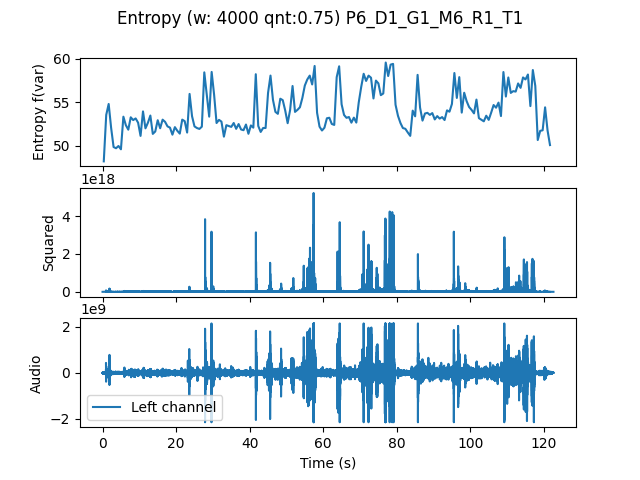 Entropy (w: 4000 qnt:0.75) P6_D1_G1_M6_R1_T1
60
55
50
Entropy f(var)
1e18
4
2
0
Squared
1e9
2
0
−2
Audio
Left channel
0 20 40 60 80 100 120
Time (s)